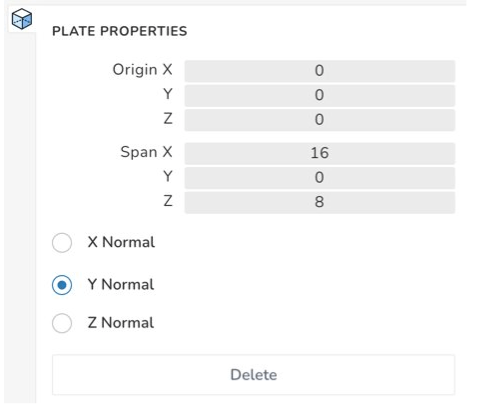 PLATE PROPERTIES
Origin X 0
Y 0
Z 0
Span X 16
Y 0
Z 8
X Normal
Y Normal
Z Normal
Delete